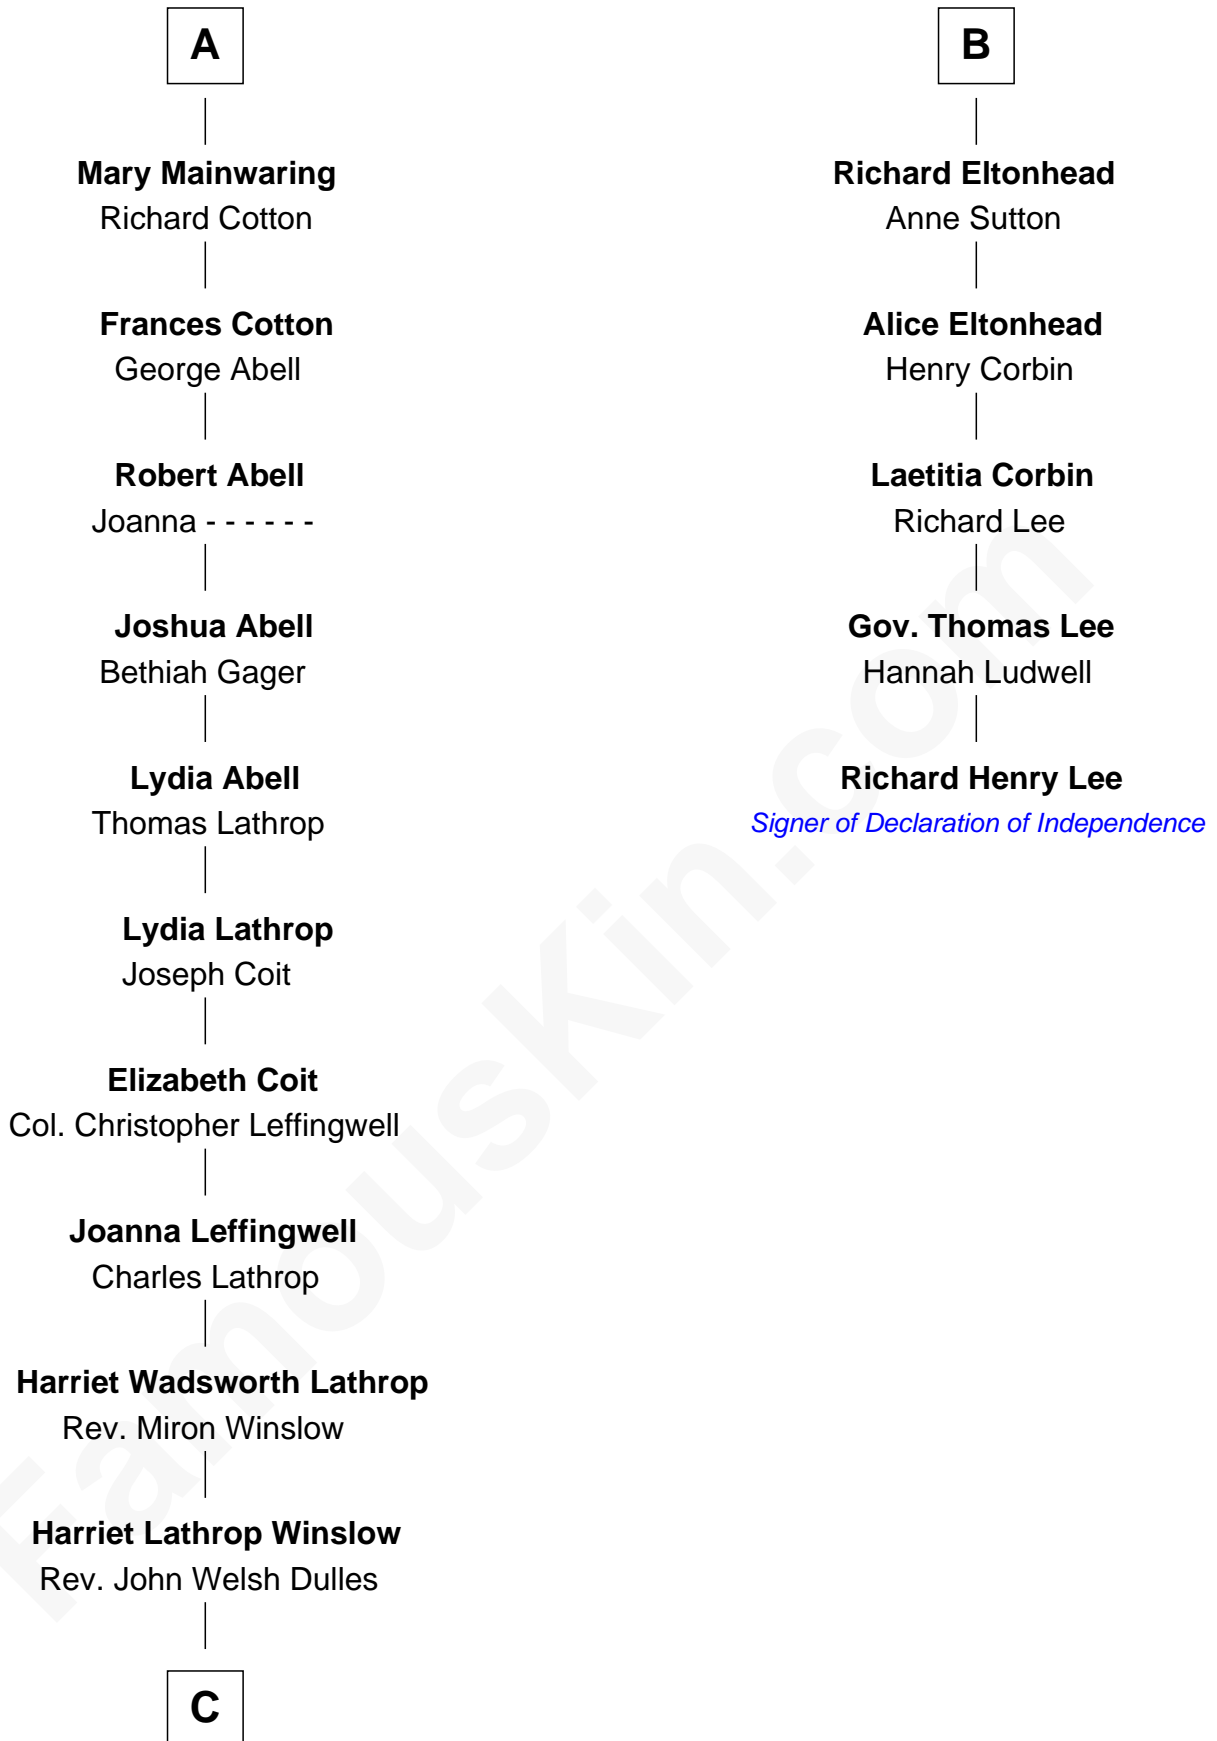 A
Mary Mainwaring
Richard Cotton
Frances Cotton
George Abell
Robert Abell
Joanna - - - - - -
Joshua Abell
Bethiah Gager
Lydia Abell
Thomas Lathrop
Lydia Lathrop
Joseph Coit
Elizabeth Coit
Col. Christopher Leffingwell
Joanna Leffingwell
Charles Lathrop
Harriet Wadsworth Lathrop
Rev. Miron Winslow
Harriet Lathrop Winslow
Rev. John Welsh Dulles
C
B
Richard Eltonhead
Anne Sutton
Alice Eltonhead
Henry Corbin
Laetitia Corbin
Richard Lee
Gov. Thomas Lee
Hannah Ludwell
Richard Henry Lee
Signer of Declaration of Independence
FamousKin.com